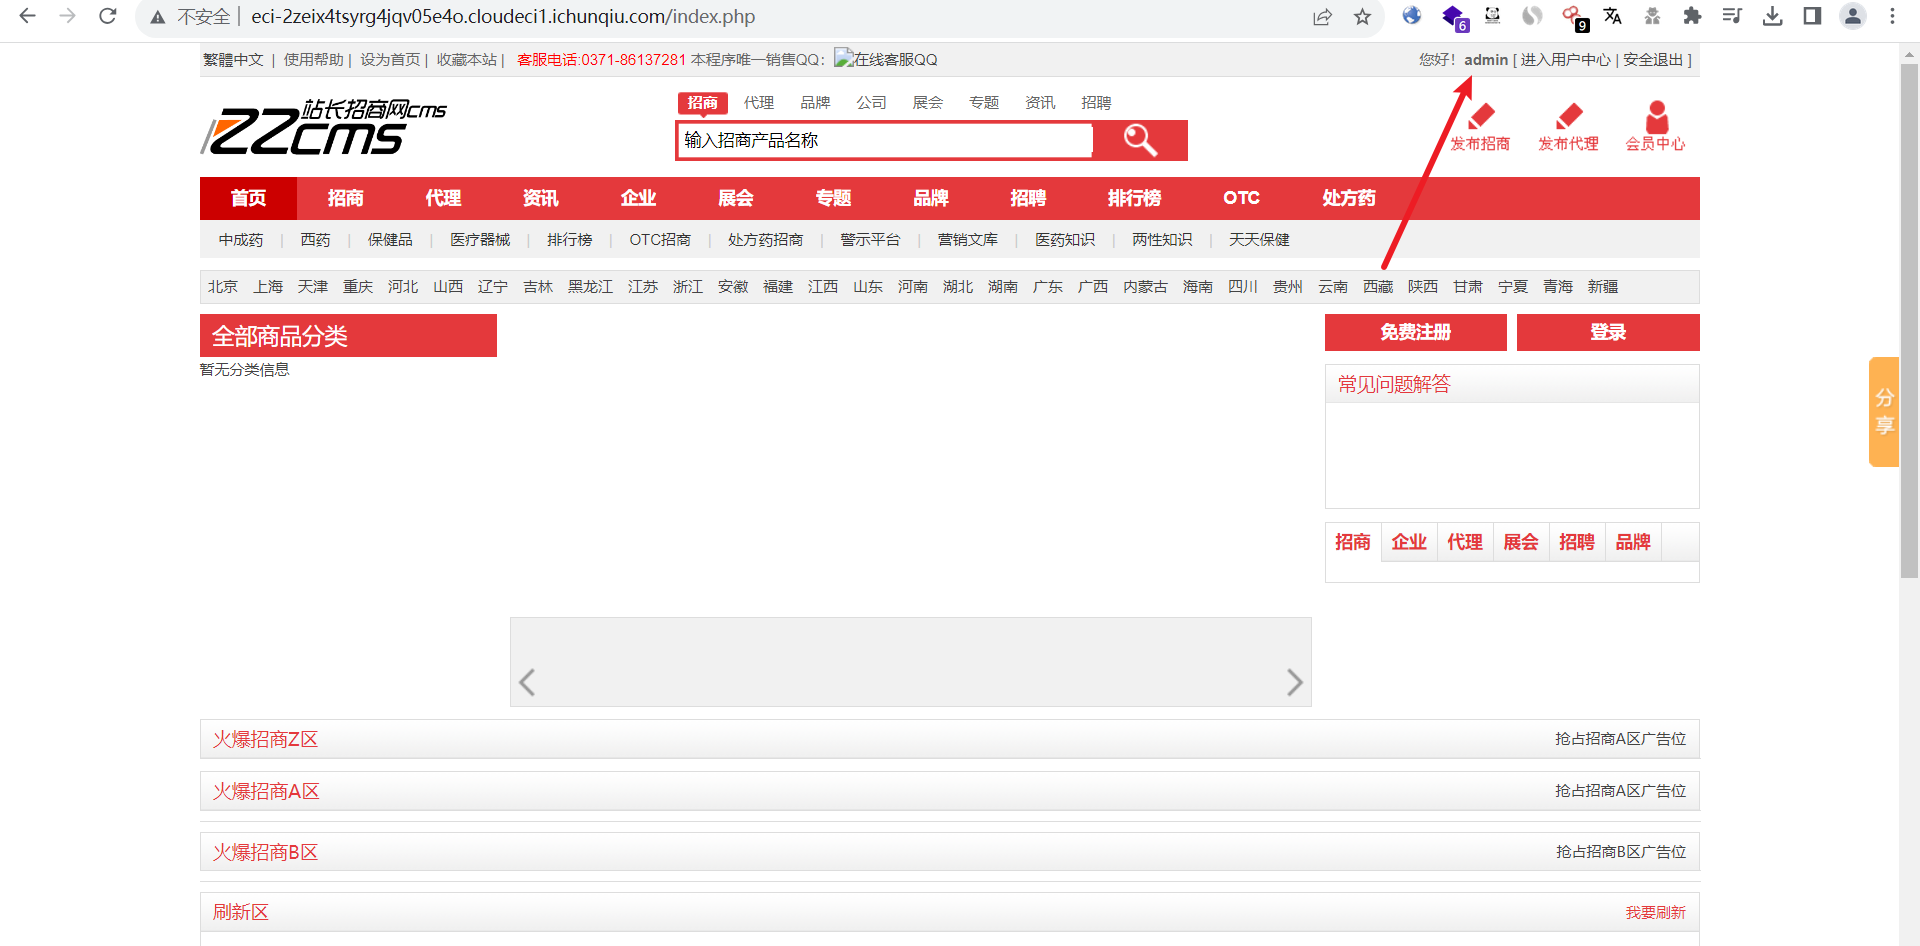 不安全 | eci-2zeix4tsyrg4jqv05e4o.cloudeci1.ichunqiu.com/index.php
6
9
繁體中文 | 使用帮助 | 设为首页 | 收藏本站 | 客服电话:0371-86137281 本程序唯一销售QQ: 在线客服QQ
您好! admin [ 进入用户中心 | 安全退出 ]
站长招商网cms
ZZcms
招商 代理 品牌 公司 展会 专题 资讯 招聘
输入招商产品名称
发布招商 发布代理 会员中心
首页 招商 代理 资讯 企业 展会 专题 品牌 招聘 排行榜 OTC 处方药
中成药 | 西药 | 保健品 | 医疗器械 | 排行榜 | OTC招商 | 处方药招商 | 警示平台 | 营销文库 | 医药知识 | 两性知识 | 天天保健
北京 上海 天津 重庆 河北 山西 辽宁 吉林 黑龙江 江苏 浙江 安徽 福建 江西 山东 河南 湖北 湖南 广东 广西 内蒙古 海南 四川 贵州 云南 西藏 陕西 甘肃 宁夏 青海 新疆
全部商品分类
暂无分类信息
免费注册 登录
常见问题解答
分享
招商 企业 代理 展会 招聘 品牌
火爆招商Z区 抢占招商A区广告位
火爆招商A区 抢占招商A区广告位
火爆招商B区 抢占招商B区广告位
刷新区 我要刷新